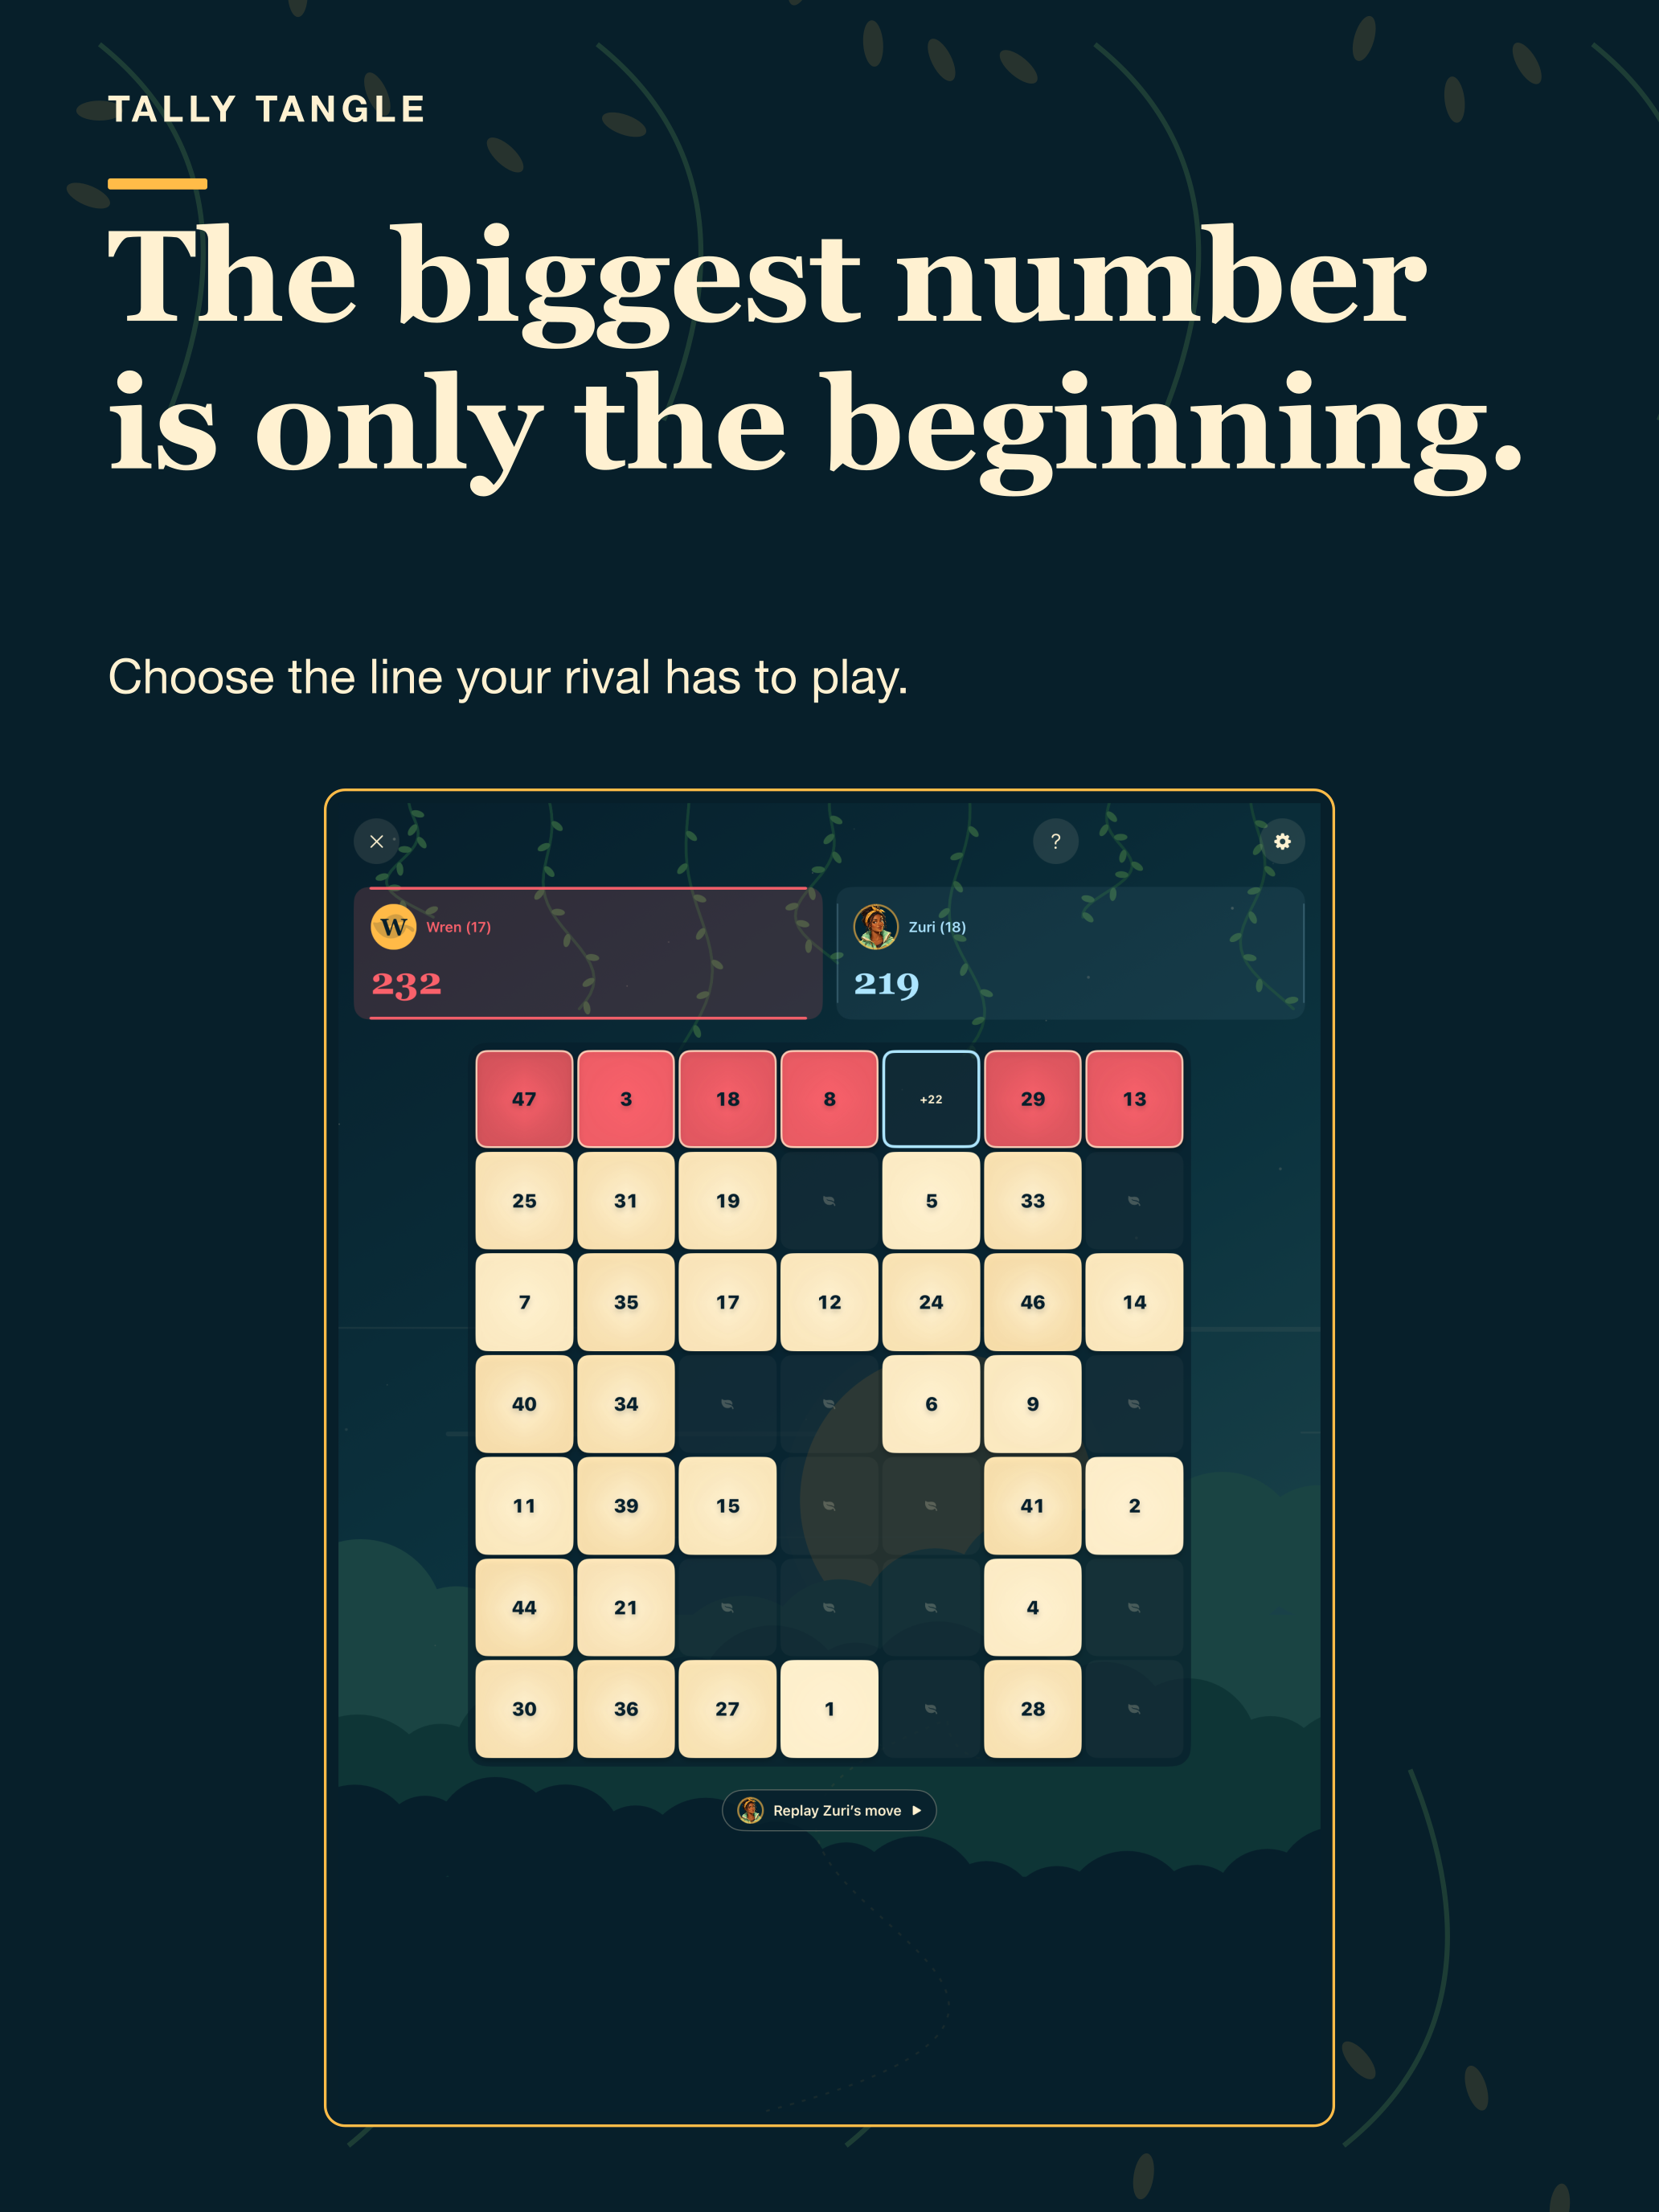 TALLY TANGLE
The biggest number
is only the beginning.
Choose the line your rival has to play.
?
W Wren (17) Zuri (18)
232 219
47 3 18 8 +22 29 13
25 31 19 5 33
7 35 17 12 24 46 14
40 34 6 9
11 39 15 41 2
44 21 4
30 36 27 1 28
Replay Zuri's move